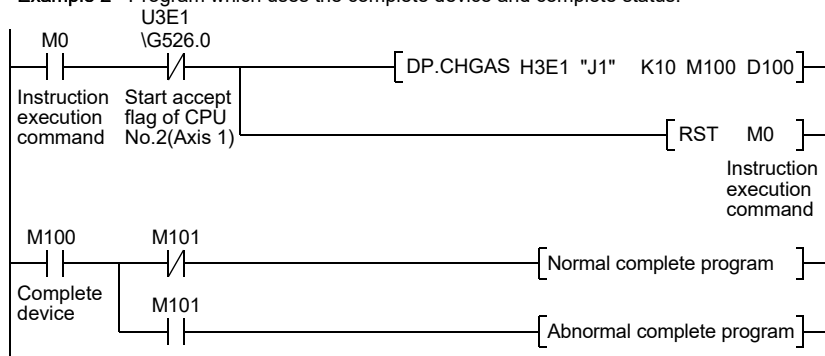 Example 2 Program which uses the complete device and complete status.
U3E1
M0 \G526.0
DP.CHGAS H3E1 "J1" K10 M100 D100
Instruction Start accept
execution flag of CPU
command No.2(Axis 1)
RST M0
Instruction
execution
command
M100 M101
Normal complete program
Complete
device
M101
Abnormal complete program